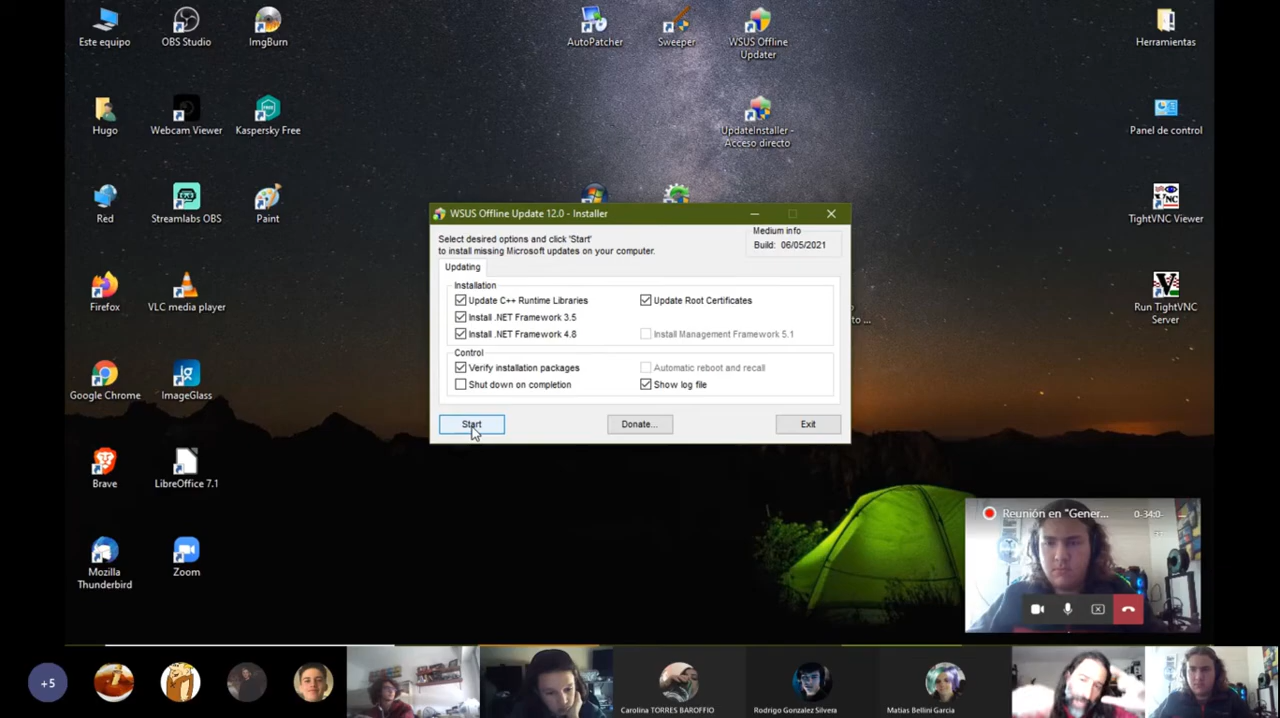 Este equipo
OBS Studio
ImgBurn
AutoPatcher
Sweeper
WSUS Offline
Updater
Herramientas
Hugo
Webcam Viewer
Kaspersky Free
UpdateInstaller -
Acceso directo
Panel de control
Red
Streamlabs OBS
Paint
TightVNC Viewer
WSUS Offline Update 12.0 - Installer
Select desired options and click 'Start'
to install missing Microsoft updates on your computer.
Medium info
Build: 06/05/2021
Updating
Installation
Update C++ Runtime Libraries
Update Root Certificates
Install .NET Framework 3.5
Install .NET Framework 4.8
Install Management Framework 5.1
Control
Verify installation packages
Automatic reboot and recall
Shut down on completion
Show log file
Start
Donate...
Exit
Firefox
VLC media player
to ...
Run TightVNC
Server
Google Chrome
ImageGlass
Brave
LibreOffice 7.1
Mozilla
Thunderbird
Zoom
Reunión en "Gener...
+5
Carolina TORRES BAROFFIO
Rodrigo Gonzalez Silvera
Matias Bellini Garcia